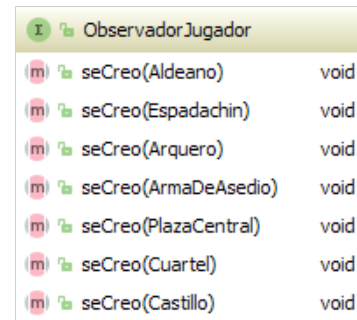 I ObservadorJugador
m seCreo(Aldeano) void
m seCreo(Espadachin) void
m seCreo(Arquero) void
m seCreo(ArmaDeAsedio) void
m seCreo(PlazaCentral) void
m seCreo(Cuartel) void
m seCreo(Castillo) void